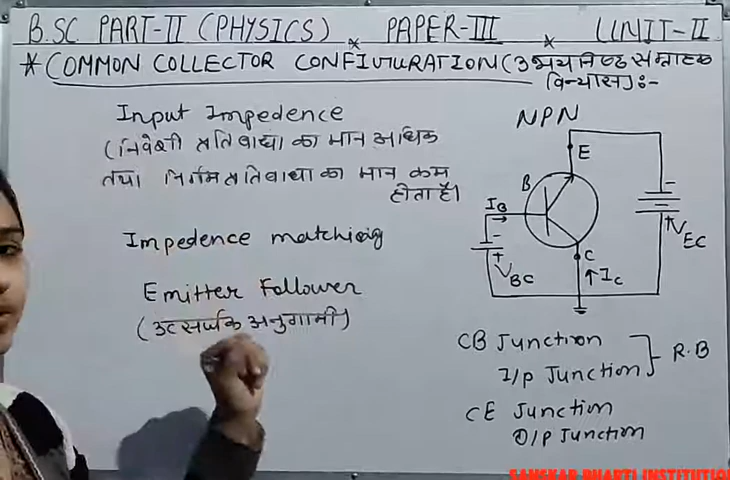 B.SC PART-II (PHYSICS) * PAPER-III * UNIT-II
* COMMON COLLECTOR CONFIGURATION (उभयनिष्ठ संग्राहक
विन्यास) :-
Input Impedence
(निवेशी प्रतिबाधा का मान अधिक
तथा निर्गम प्रतिबाधा का मान कम
होता है।
Impedence matching
Emitter Follower
(उत्सर्जक अनुगामी)
NPN
E
B
IB
C
- +
VBC
↑IC
- +
VEC
CB Junction
I/p Junction
R.B
CE Junction
O/P Junction
SANSKAR BHARTI INSTITUTION